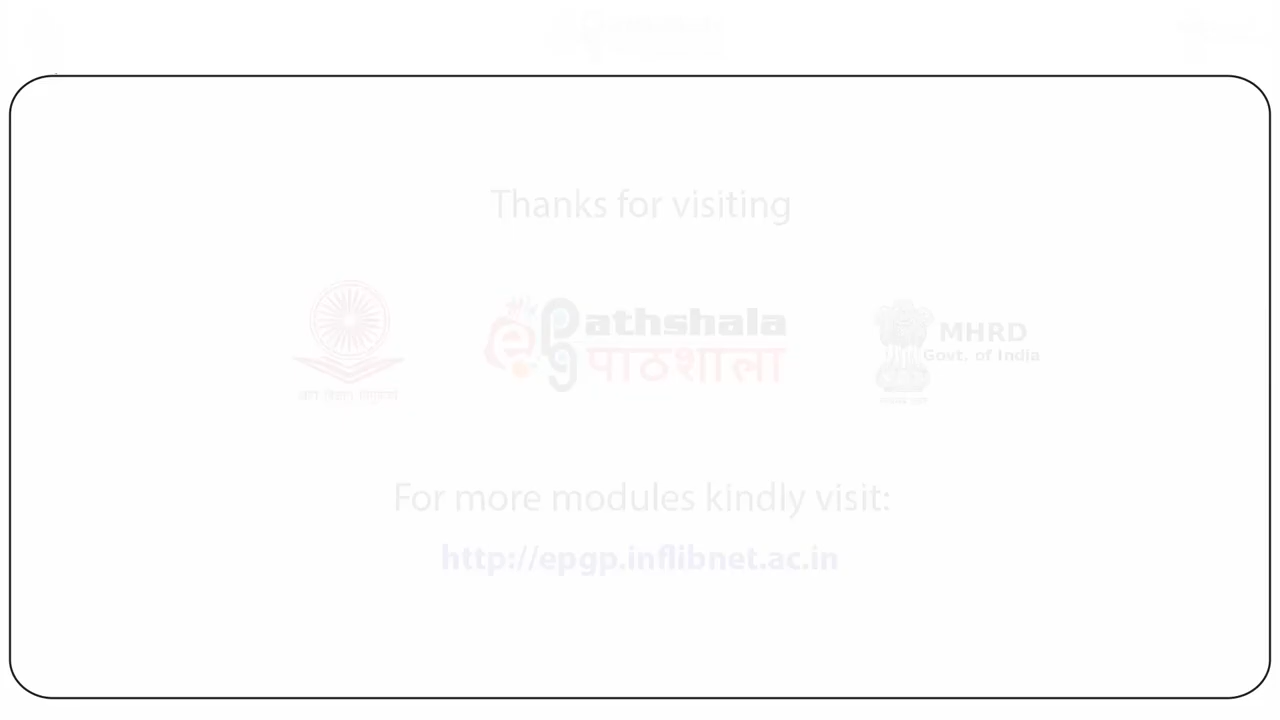 Thanks for visiting
athshala
पाठशाला
MHRD
Govt. of India
For more modules kindly visit:
http://epgp.inflibnet.ac.in